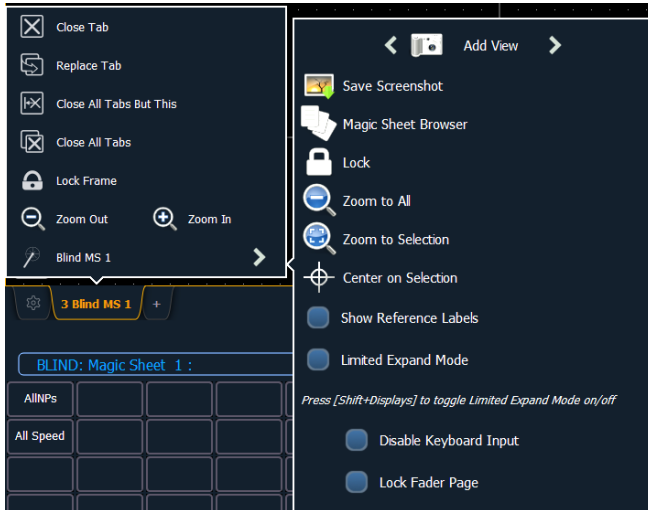 Close Tab
Replace Tab
Close All Tabs But This
Close All Tabs
Lock Frame
Zoom Out Zoom In
Blind MS 1
3 Blind MS 1 +
BLIND: Magic Sheet 1 :
AllNPs
All Speed
Add View
Save Screenshot
Magic Sheet Browser
Lock
Zoom to All
Zoom to Selection
Center on Selection
Show Reference Labels
Limited Expand Mode
Press [Shift+Displays] to toggle Limited Expand Mode on/off
Disable Keyboard Input
Lock Fader Page